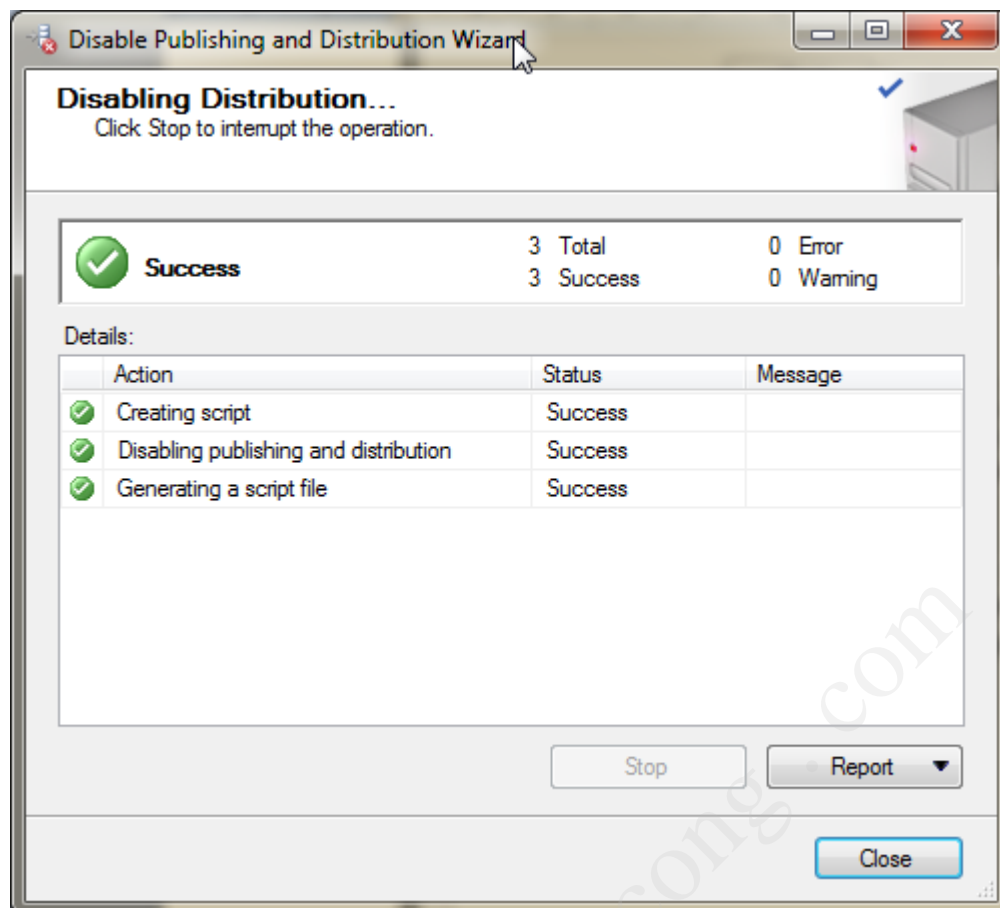 Disable Publishing and Distribution Wizard
Disabling Distribution...
Click Stop to interrupt the operation.
Success 3 Total 0 Error
3 Success 0 Warning
Details:
Action Status Message
Creating script Success
Disabling publishing and distribution Success
Generating a script file Success
Stop Report
Close